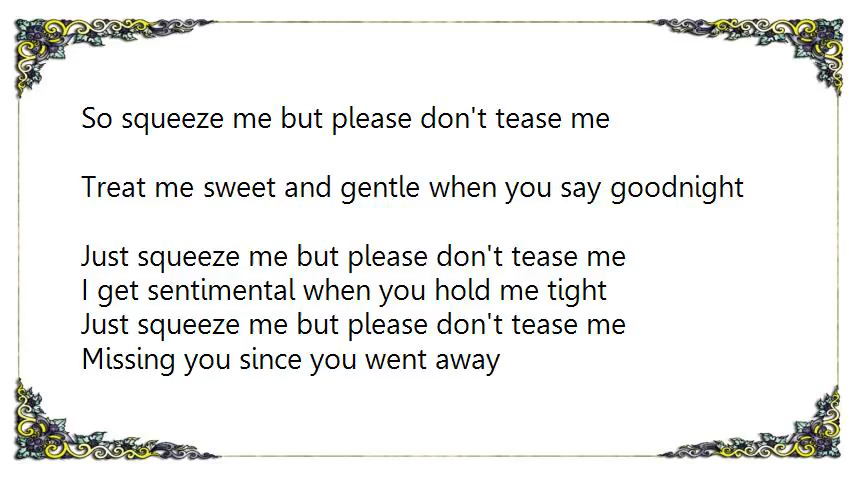 So squeeze me but please don't tease me
Treat me sweet and gentle when you say goodnight
Just squeeze me but please don't tease me
I get sentimental when you hold me tight
Just squeeze me but please don't tease me
Missing you since you went away